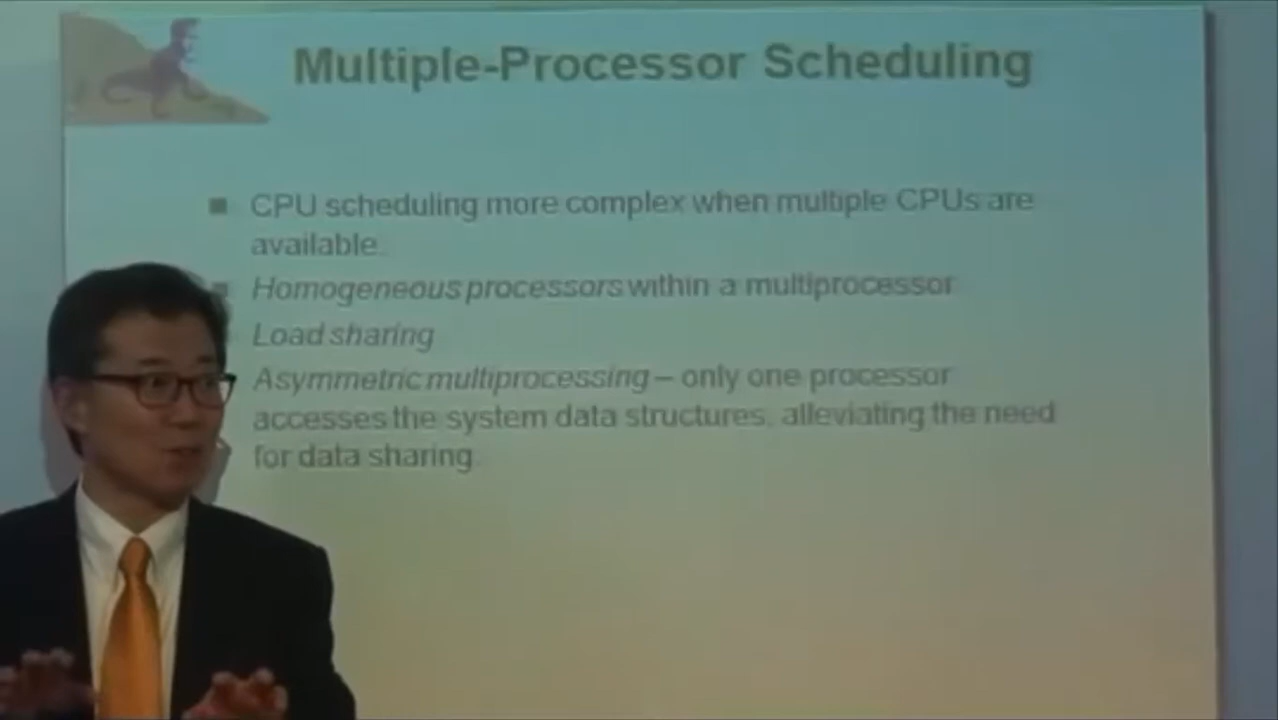 Multiple-Processor Scheduling
CPU scheduling more complex when multiple CPUs are
available.
Homogeneous processors within a multiprocessor
Load sharing
Asymmetric multiprocessing – only one processor
accesses the system data structures, alleviating the need
for data sharing.